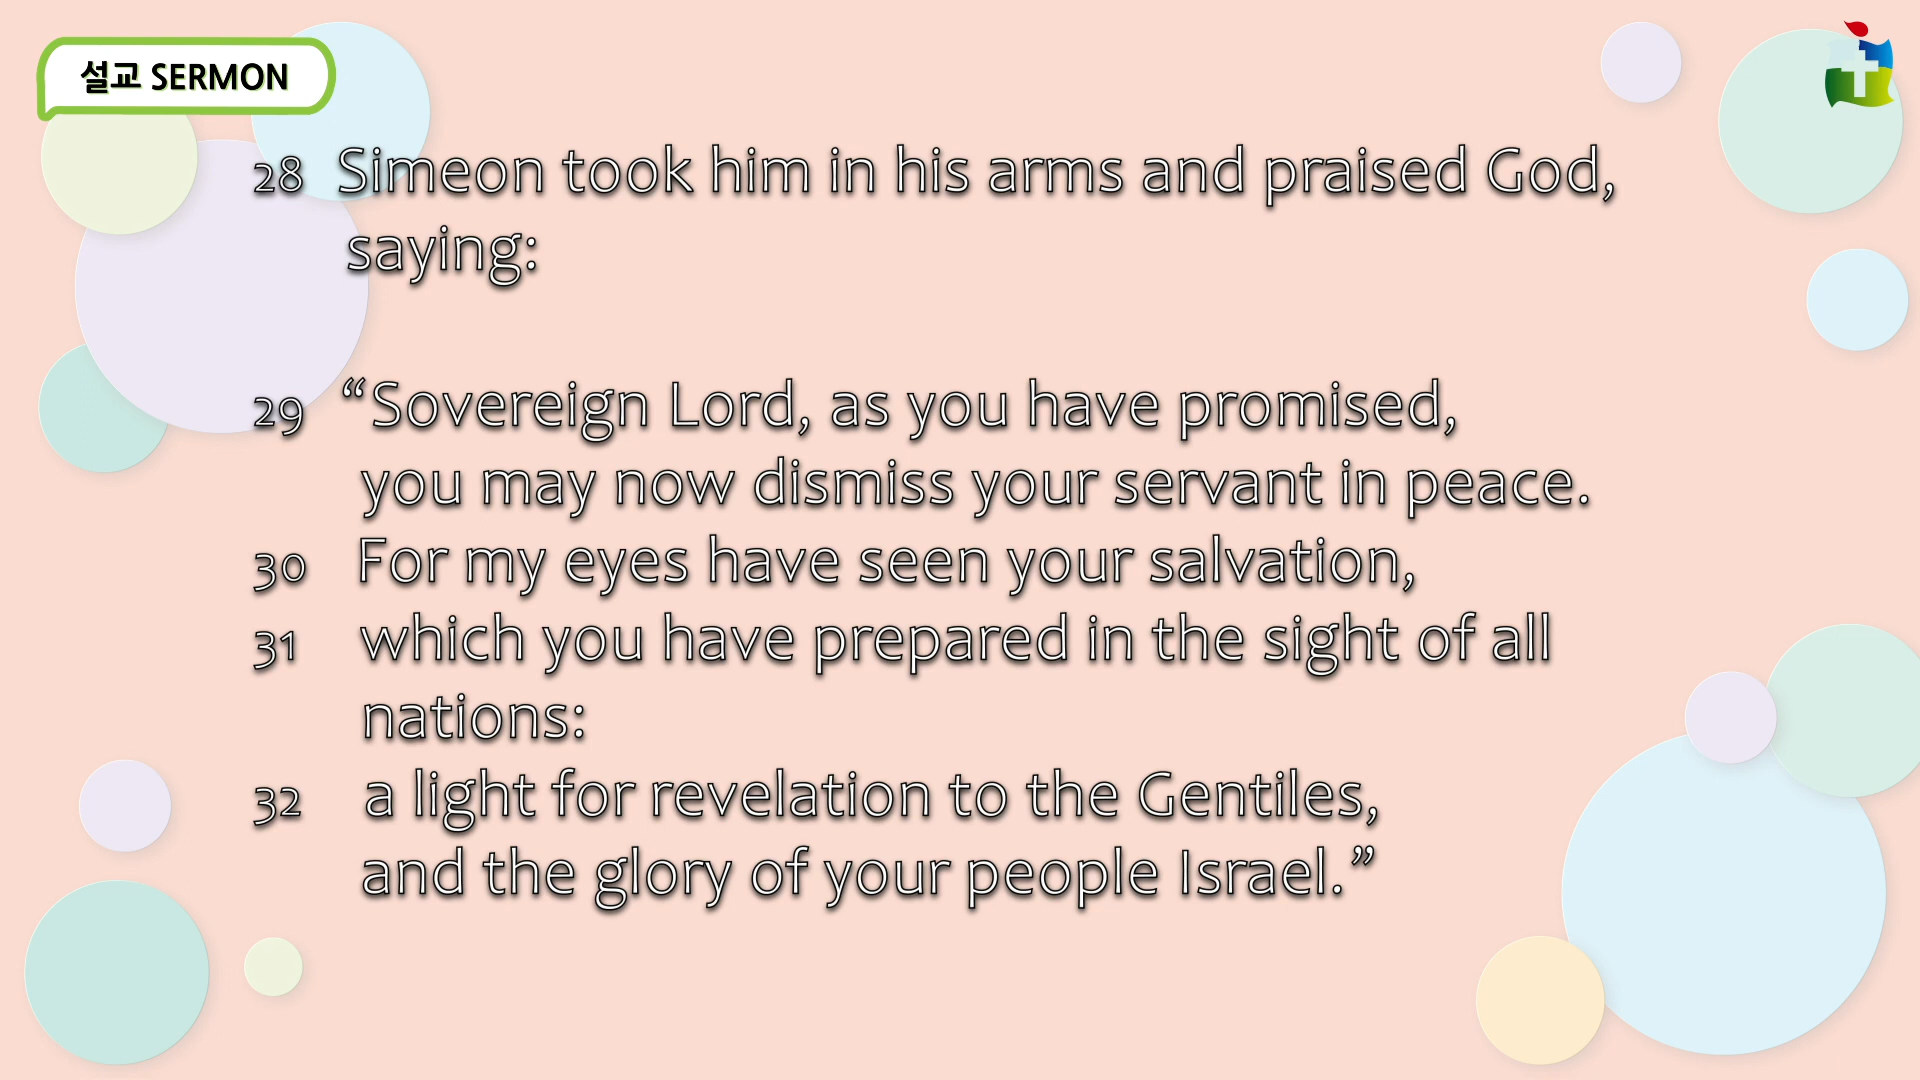 설교 SERMON
28 Simeon took him in his arms and praised God,
saying:
29 “Sovereign Lord, as you have promised,
you may now dismiss your servant in peace.
30 For my eyes have seen your salvation,
31 which you have prepared in the sight of all
nations:
32 a light for revelation to the Gentiles,
and the glory of your people Israel.”